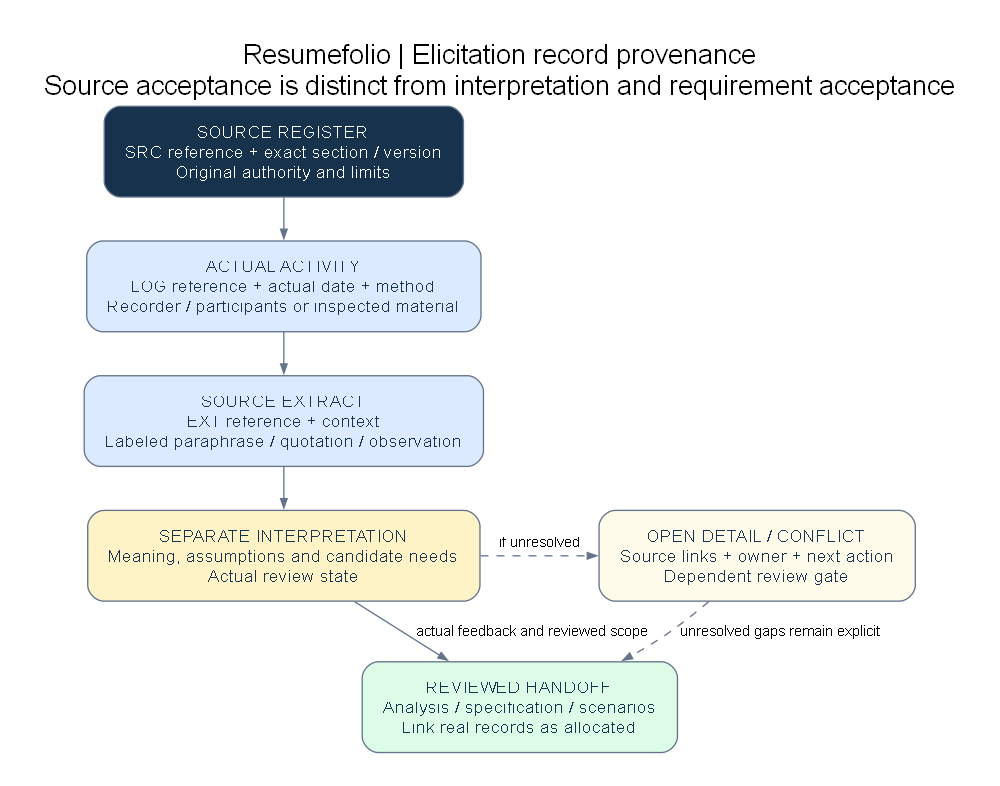 Resumefolio | Elicitation record provenance
Source acceptance is distinct from interpretation and requirement acceptance
SOURCE REGISTER
SRC reference + exact section / version
Original authority and limits
ACTUAL ACTIVITY
LOG reference + actual date + method
Recorder / participants or inspected material
SOURCE EXTRACT
EXT reference + context
Labeled paraphrase / quotation / observation
SEPARATE INTERPRETATION
Meaning, assumptions and candidate needs
Actual review state
if unresolved
OPEN DETAIL / CONFLICT
Source links + owner + next action
Dependent review gate
actual feedback and reviewed scope
unresolved gaps remain explicit
REVIEWED HANDOFF
Analysis / specification / scenarios
Link real records as allocated